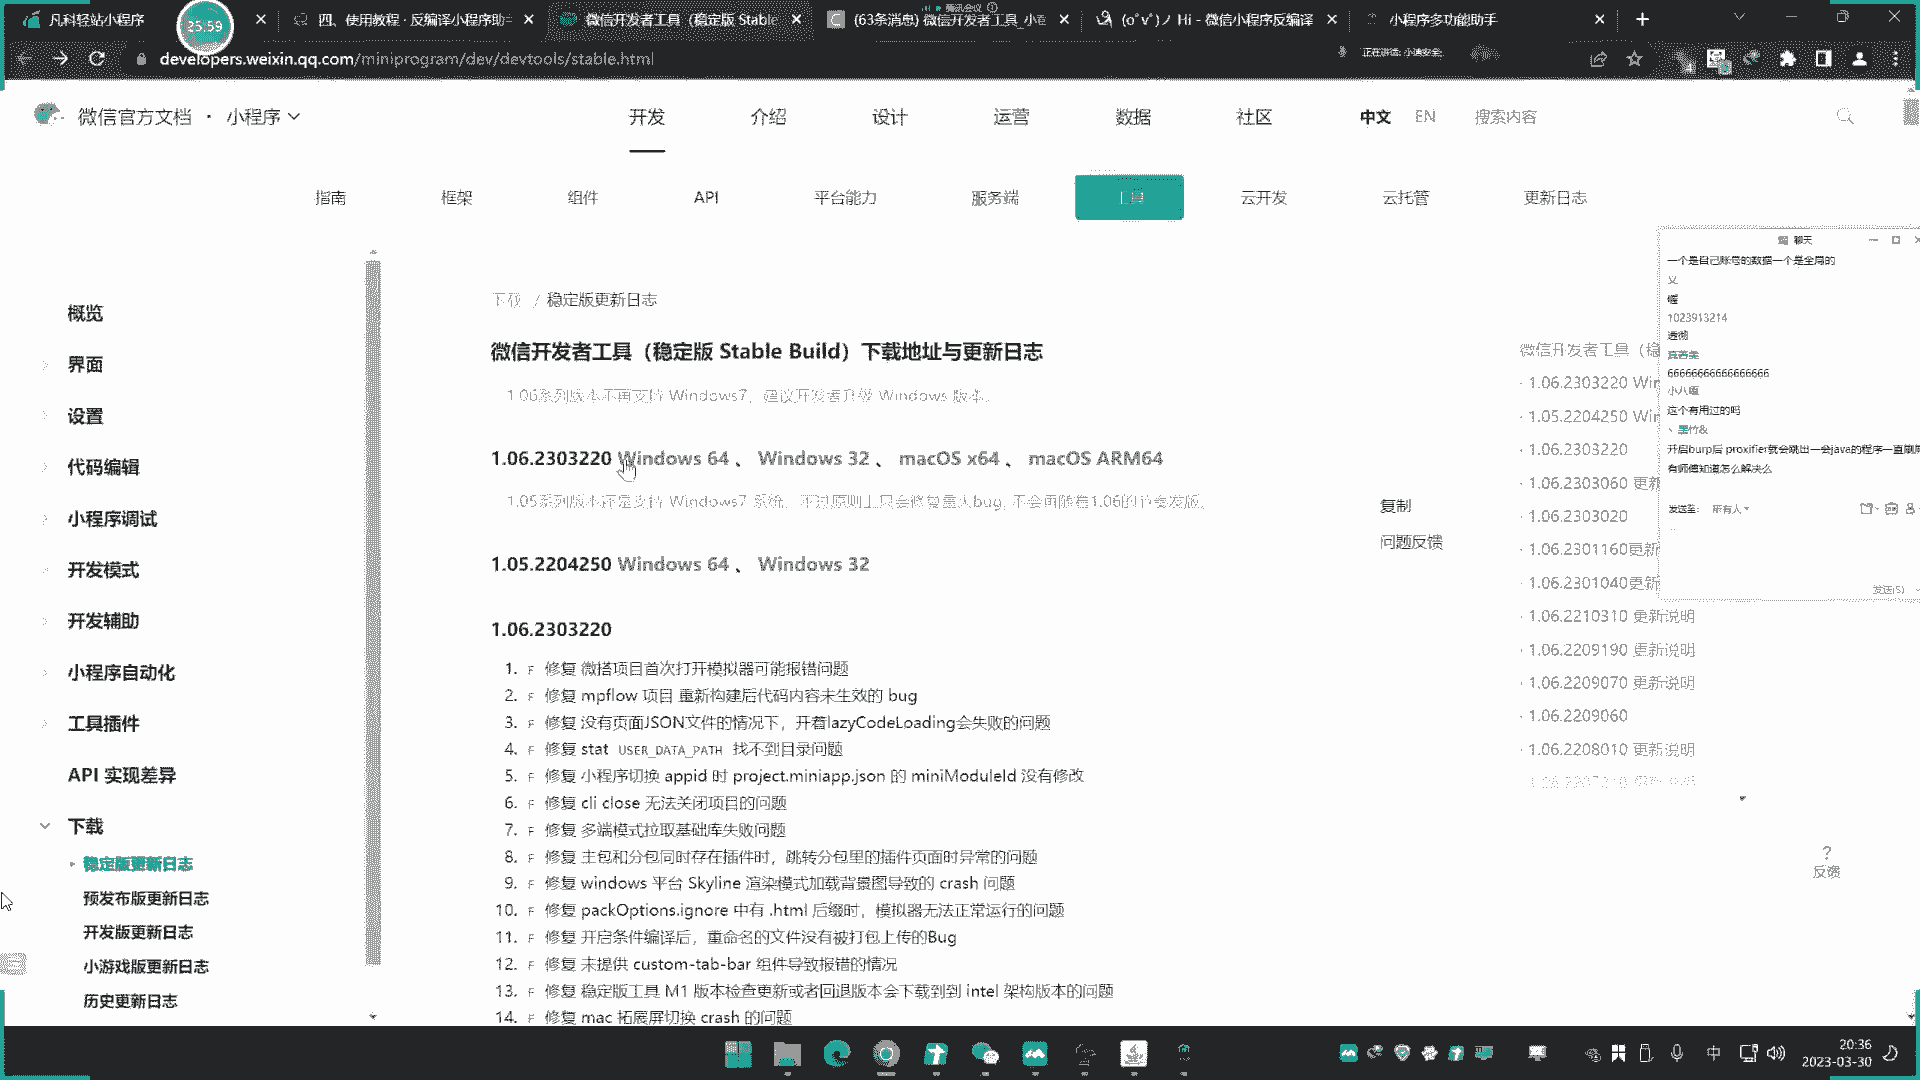 凡科轻站小程序
25:59
四、使用教程 · 反编译小程序助
微信开发者工具（稳定版 Stable
(63条消息) 微信开发者工具_小
(o˚v˚)ノ Hi - 微信小程序反编译
小程序多功能助手
腾讯会议
developers.weixin.qq.com/miniprogram/dev/devtools/stable.html
正在讲话: 小迪安全;
微信官方文档 · 小程序
开发
介绍
设计
运营
数据
社区
中文
EN
搜索内容
指南
框架
组件
API
平台能力
服务端
工具
云开发
云托管
更新日志
概览
界面
设置
代码编辑
小程序调试
开发模式
开发辅助
小程序自动化
工具插件
API 实现差异
下载
稳定版更新日志
预发布版更新日志
开发版更新日志
小游戏版更新日志
历史更新日志
下载 / 稳定版更新日志
微信开发者工具（稳定版 Stable Build）下载地址与更新日志
1.06系列版本不再支持 Windows7，建议开发者升级 Windows 版本。
1.06.2303220 Windows 64 、 Windows 32 、 macOS x64 、 macOS ARM64
1.05系列版本还是支持 Windows7 系统，不过原则上只会修复重大bug, 不会再随着1.06的节奏发版。
1.05.2204250 Windows 64 、 Windows 32
1.06.2303220
1. F 修复 微搭项目首次打开模拟器可能报错问题
2. F 修复 mpflow 项目 重新构建后代码内容未生效的 bug
3. F 修复 没有页面JSON文件的情况下，开着lazyCodeLoading会失败的问题
4. F 修复 stat USER_DATA_PATH 找不到目录问题
5. F 修复 小程序切换 appid 时 project.miniapp.json 的 miniModuleId 没有修改
6. F 修复 cli close 无法关闭项目的问题
7. F 修复 多端模式拉取基础库失败问题
8. F 修复 主包和分包同时存在插件时，跳转分包里的插件页面时异常的问题
9. F 修复 windows 平台 Skyline 渲染模式加载背景图导致的 crash 问题
10. F 修复 packOptions.ignore 中有 .html 后缀时，模拟器无法正常运行的问题
11. F 修复 开启条件编译后，重命名的文件没有被打包上传的Bug
12. F 修复 未提供 custom-tab-bar 组件导致报错的情况
13. F 修复 稳定版工具 M1 版本检查更新或者回退版本会下载到到 intel 架构版本的问题
14. F 修复 mac 拓展屏切换 crash 的问题
复制
问题反馈
微信开发者工具（稳
· 1.06.2303220 Win
· 1.05.2204250 Win
· 1.06.2303220
· 1.06.2303060 更新
· 1.06.2303020
· 1.06.2301160更新
· 1.06.2301040更新
· 1.06.2210310 更新说明
· 1.06.2209190 更新说明
· 1.06.2209070 更新说明
· 1.06.2209060
· 1.06.2208010 更新说明
聊天
一个是自己账号的数据一个是全局的
又
喔
1023913214
透彻
66666666666666666
小八嘎
这个有用过的吗
、墨竹&
开启burp后 proxifier就会跳出一会java的程序一直刷屏
有师傅知道怎么解决么
发送至: 所有人
发送(S)
?
反馈
中
20:36
2023-03-30